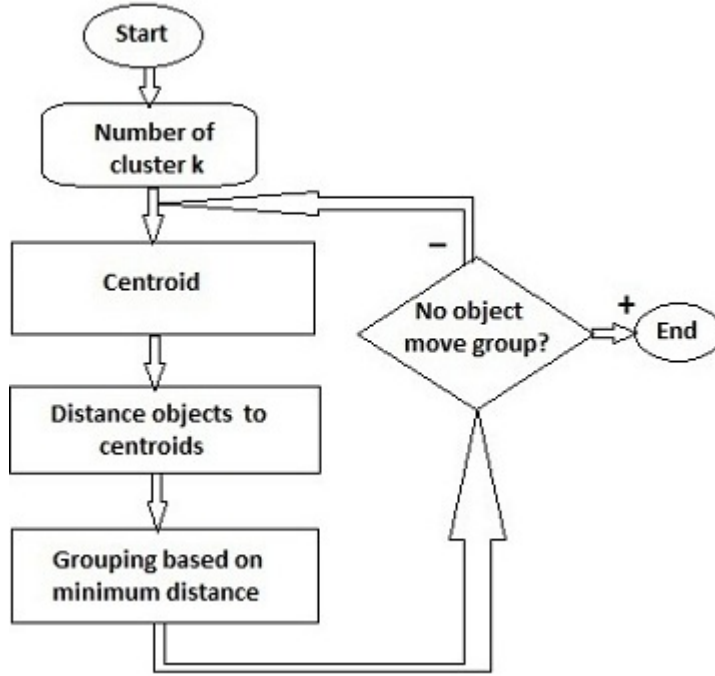 Start
Number of
cluster k
Centroid
Distance objects to
centroids
Grouping based on
minimum distance
No object
move group?
−
+
End